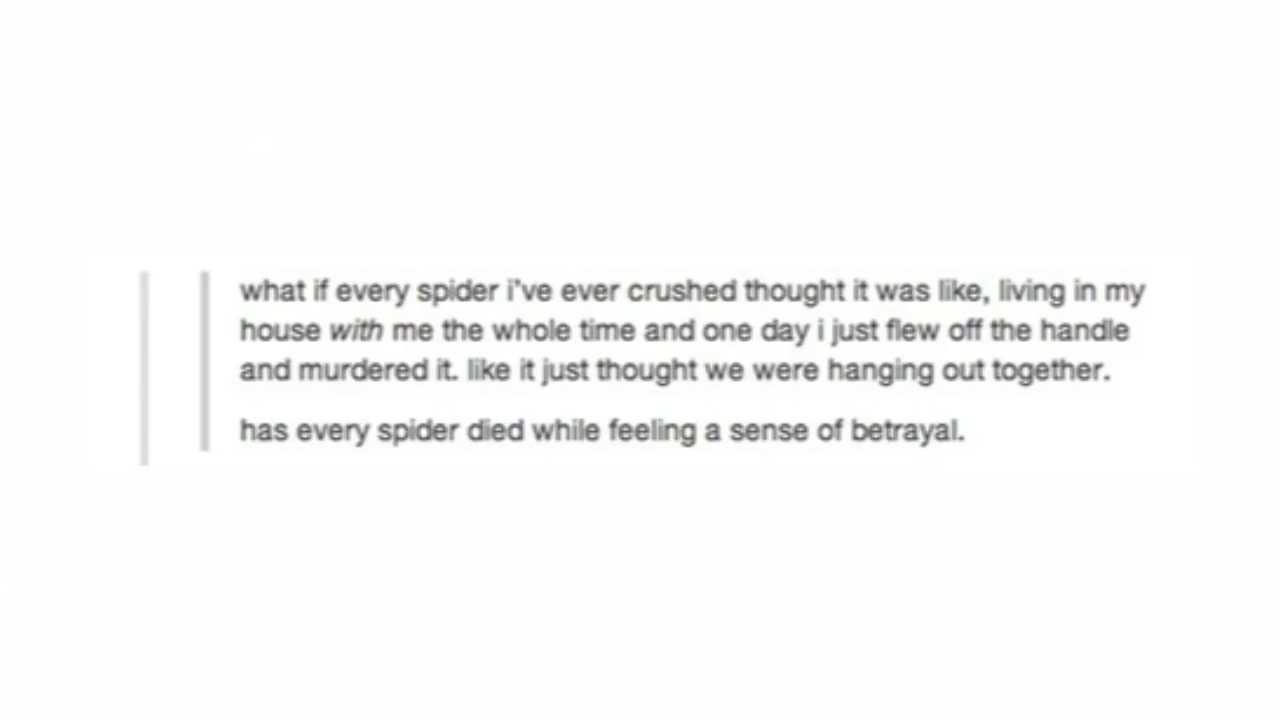 what if every spider i've ever crushed thought it was like, living in my
house with me the whole time and one day i just flew off the handle
and murdered it. like it just thought we were hanging out together.
has every spider died while feeling a sense of betrayal.